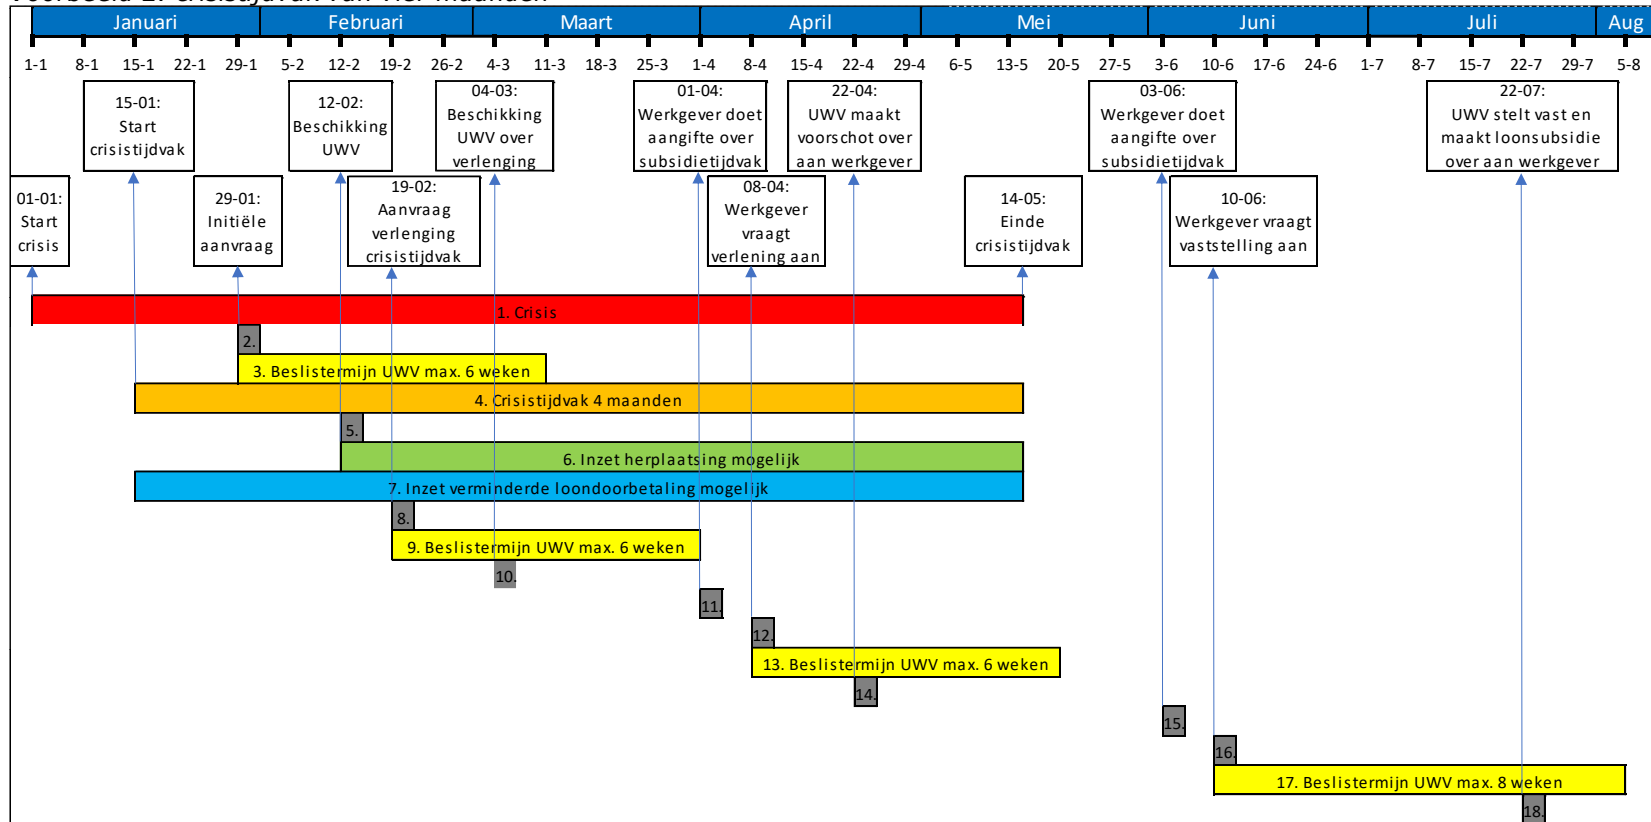 Voorbeeld 2: crisistijdvak van vier maanden
Januari Februari Maart April Mei Juni Juli Aug
1-1 8-1 15-1 22-1 29-1 5-2 12-2 19-2 26-2 4-3 11-3 18-3 25-3 1-4 8-4 15-4 22-4 29-4 6-5 13-5 20-5 27-5 3-6 10-6 17-6 24-6 1-7 8-7 15-7 22-7 29-7 5-8
15-01:
Start
crisistijdvak
12-02:
Beschikking
UWV
04-03:
Beschikking
UWV over
verlenging
01-04:
Werkgever doet
aangifte over
subsidietijdvak
22-04:
UWV maakt
voorschot over
aan werkgever
03-06:
Werkgever doet
aangifte over
subsidietijdvak
22-07:
UWV stelt vast en
maakt loonsubsidie
over aan werkgever
01-01:
Start
crisis
29-01:
Initiële
aanvraag
19-02:
Aanvraag
verlenging
crisistijdvak
08-04:
Werkgever
vraagt
verlening aan
14-05:
Einde
crisistijdvak
10-06:
Werkgever vraagt
vaststelling aan
1. Crisis
2.
3. Beslistermijn UWV max. 6 weken
4. Crisistijdvak 4 maanden
5.
6. Inzet herplaatsing mogelijk
7. Inzet verminderde loondoorbetaling mogelijk
8.
9. Beslistermijn UWV max. 6 weken
10.
11.
12.
13. Beslistermijn UWV max. 6 weken
14.
15.
16.
17. Beslistermijn UWV max. 8 weken
18.